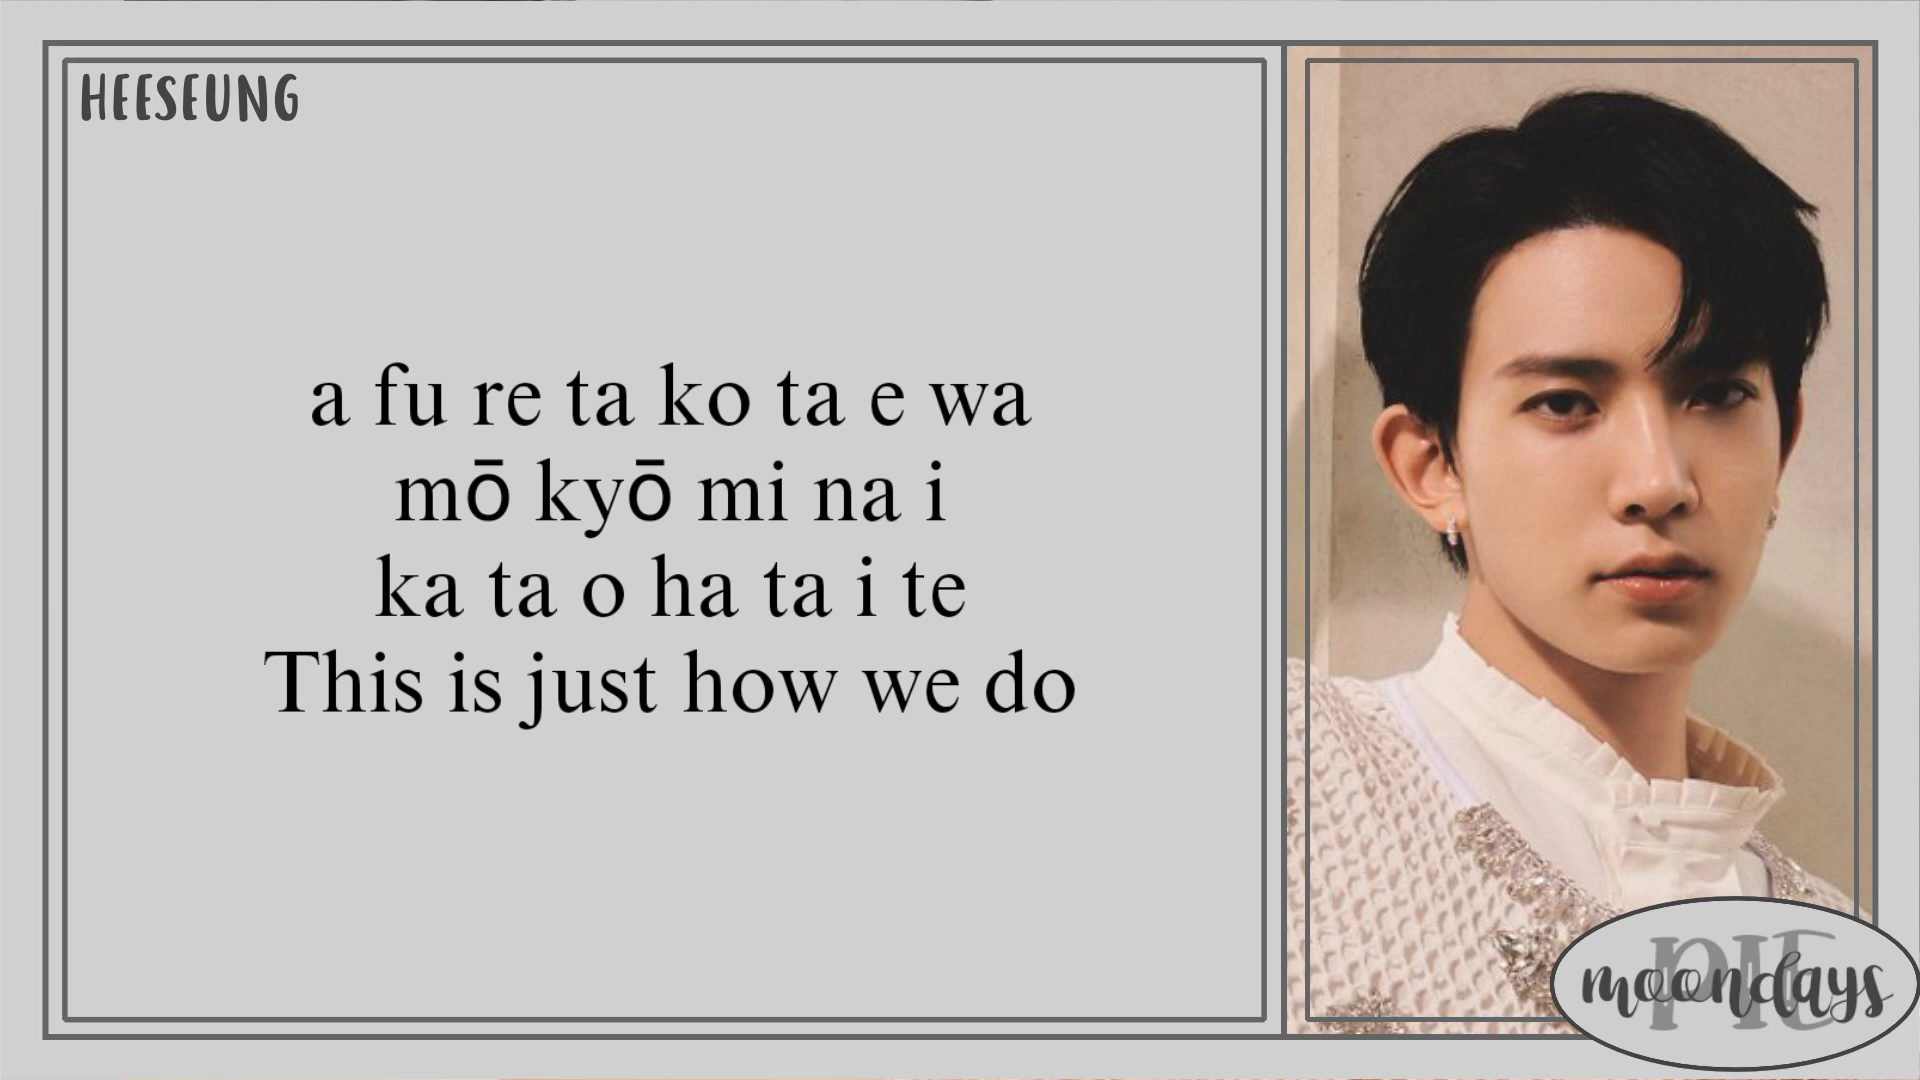 HEESEUNG
a fu re ta ko ta e wa
mō kyō mi na i
ka ta o ha ta i te
This is just how we do
moondays